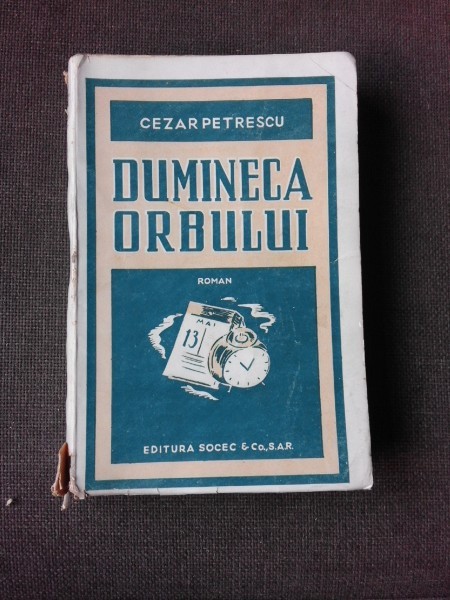 CEZAR PETRESCU
DUMINECA
ORBULUI
ROMAN
MAI
13
EDITURA SOCEC & Co., S.A.R.